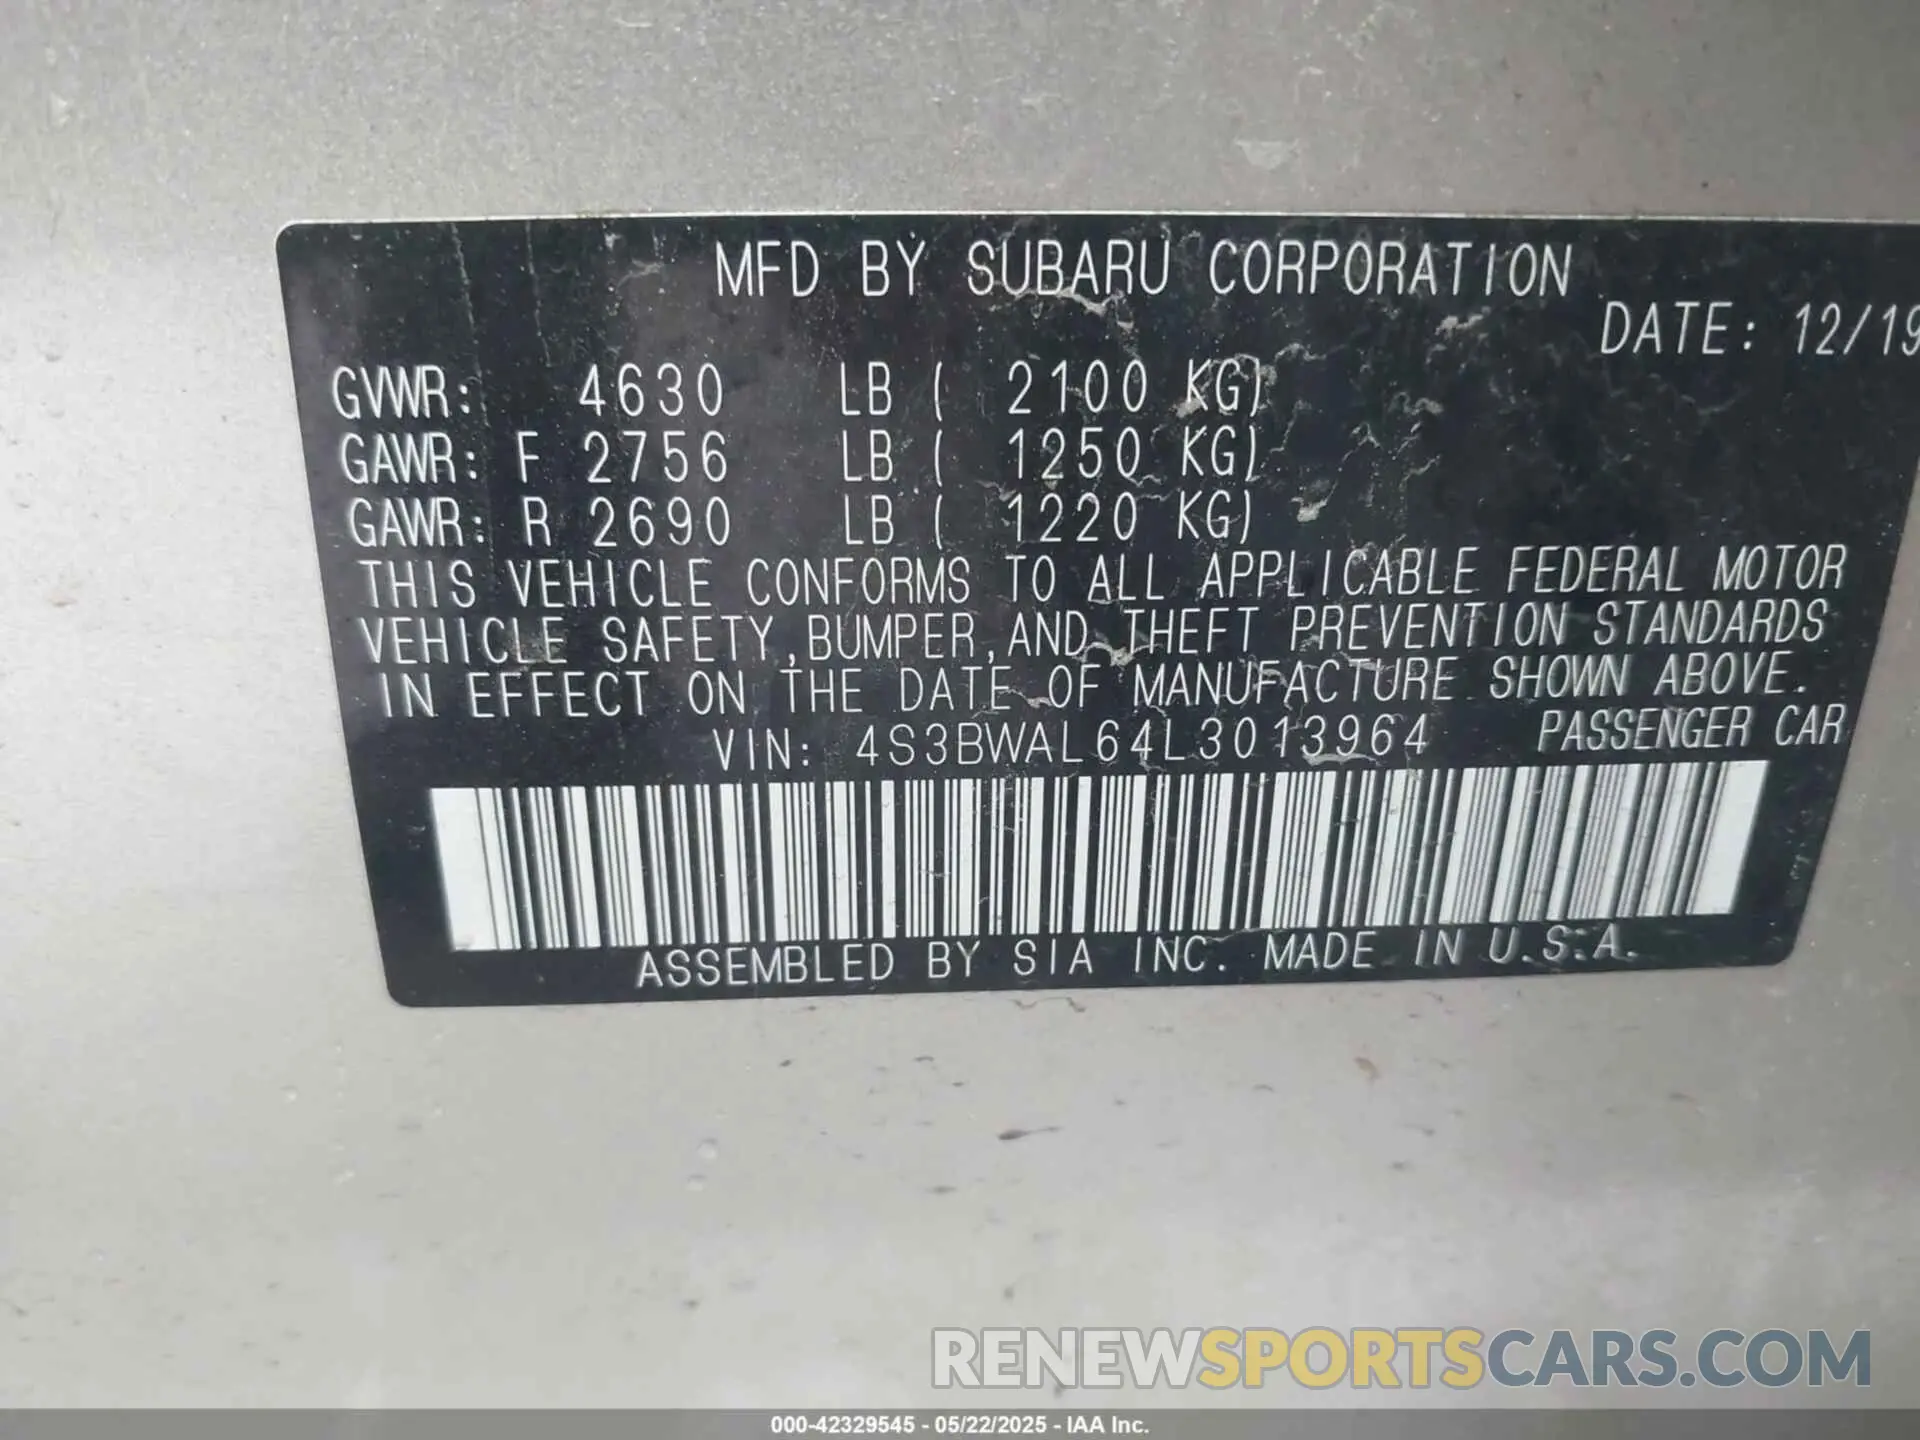 MFD BY SUBARU CORPORATION
DATE: 12/19
GVWR: 4630 LB ( 2100 KG)
GAWR: F 2756 LB ( 1250 KG)
GAWR: R 2690 LB ( 1220 KG)
THIS VEHICLE CONFORMS TO ALL APPLICABLE FEDERAL MOTOR
VEHICLE SAFETY,BUMPER,AND THEFT PREVENTION STANDARDS
IN EFFECT ON THE DATE OF MANUFACTURE SHOWN ABOVE.
VIN: 4S3BWAL64L3013964 PASSENGER CAR
ASSEMBLED BY SIA INC. MADE IN U.S.A.
RENEWSPORTSCARS.COM
000-42329545 - 05/22/2025 - IAA Inc.